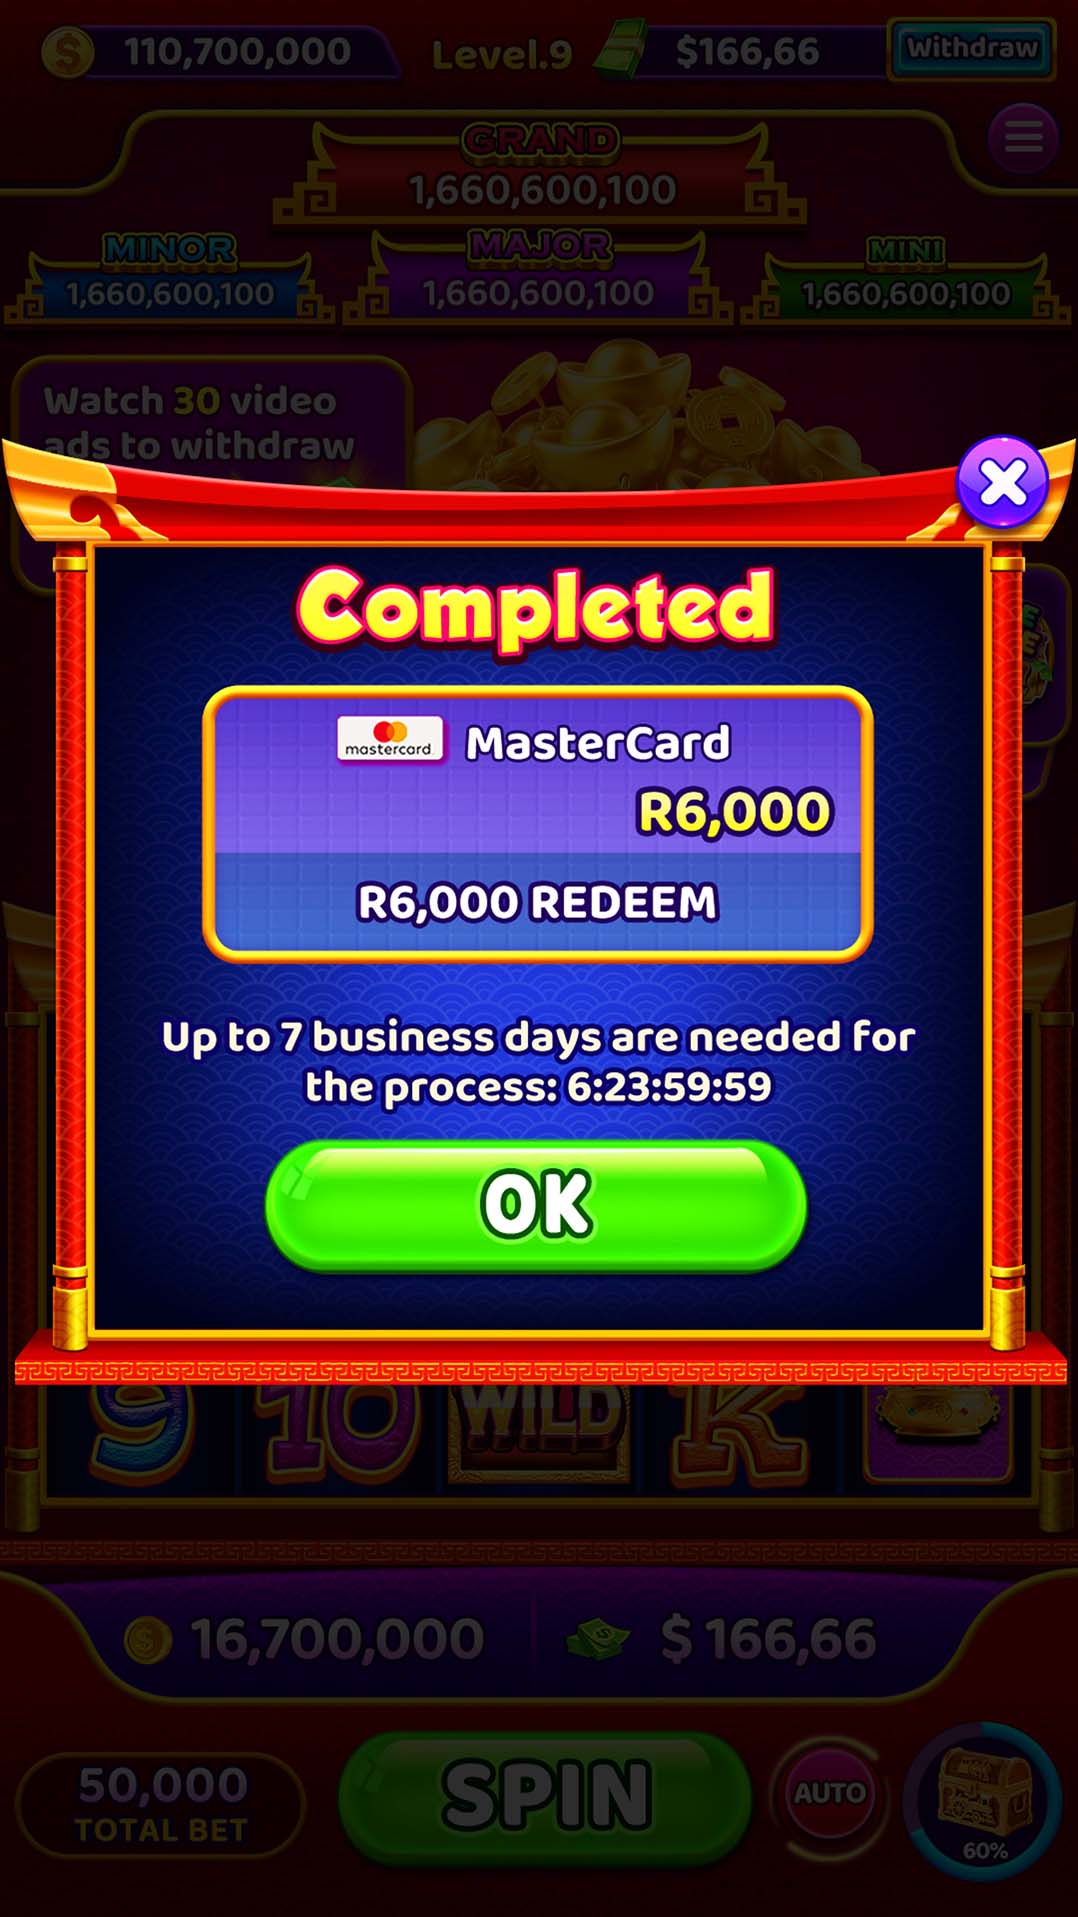 110,700,000
Level.9
$166,66
Withdraw
GRAND
1,660,600,100
MINOR
1,660,600,100
MAJOR
1,660,600,100
MINI
1,660,600,100
Watch 30 video
ads to withdraw
Completed
mastercard
MasterCard
R6,000
R6,000 REDEEM
Up to 7 business days are needed for
the process: 6:23:59:59
OK
9
10
WILD
K
16,700,000
$ 166,66
50,000
TOTAL BET
SPIN
AUTO
60%